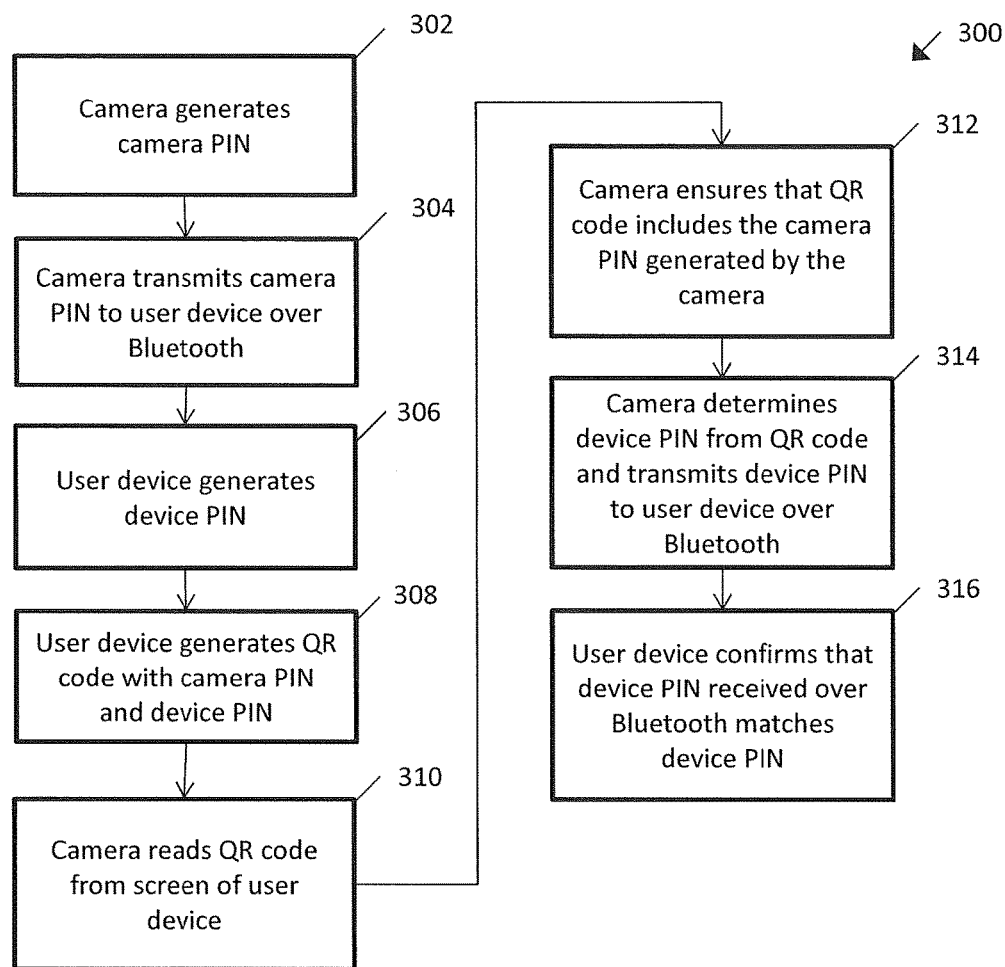 300
302
Camera generates
camera PIN
304
Camera transmits camera
PIN to user device over
Bluetooth
306
User device generates
device PIN
308
User device generates QR
code with camera PIN
and device PIN
310
Camera reads QR code
from screen of user
device
312
Camera ensures that QR
code includes the camera
PIN generated by the
camera
314
Camera determines
device PIN from QR code
and transmits device PIN
to user device over
Bluetooth
316
User device confirms that
device PIN received over
Bluetooth matches
device PIN